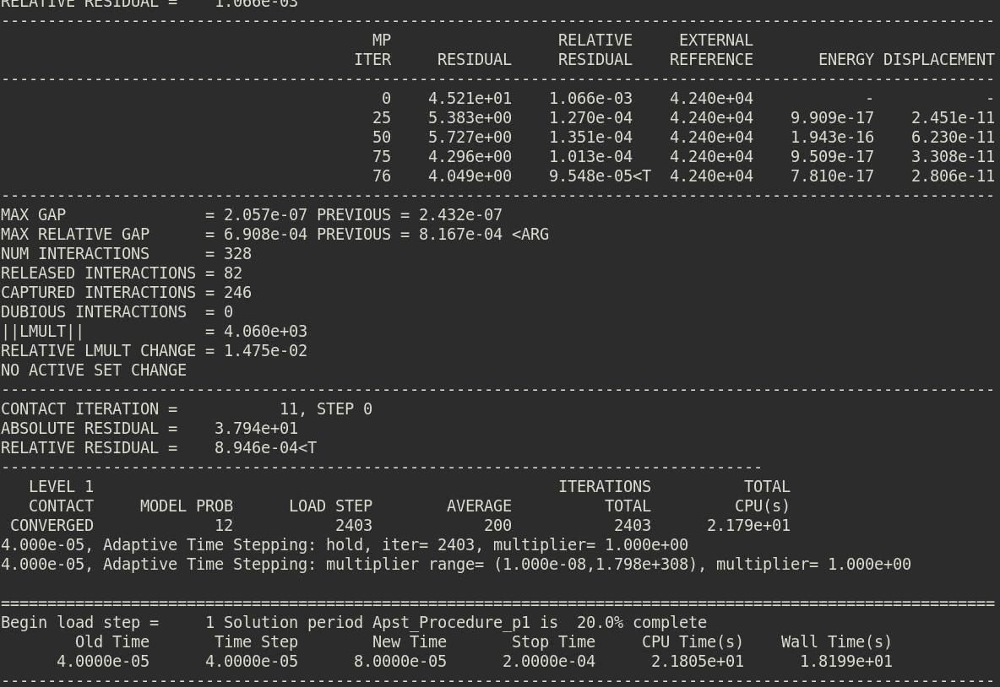 RELATIVE RESIDUAL =    1.066e-03
-----------------------------------------------------------------------------------------------------------
                                        MP                  RELATIVE     EXTERNAL
                                      ITER     RESIDUAL     RESIDUAL    REFERENCE       ENERGY DISPLACEMENT
-----------------------------------------------------------------------------------------------------------
                                         0    4.521e+01    1.066e-03    4.240e+04            -            -
                                        25    5.383e+00    1.270e-04    4.240e+04    9.909e-17    2.451e-11
                                        50    5.727e+00    1.351e-04    4.240e+04    1.943e-16    6.230e-11
                                        75    4.296e+00    1.013e-04    4.240e+04    9.509e-17    3.308e-11
                                        76    4.049e+00    9.548e-05<T  4.240e+04    7.810e-17    2.806e-11
-----------------------------------------------------------------------------------------------------------
MAX GAP               = 2.057e-07 PREVIOUS = 2.432e-07
MAX RELATIVE GAP      = 6.908e-04 PREVIOUS = 8.167e-04 <ARG
NUM INTERACTIONS      = 328
RELEASED INTERACTIONS = 82
CAPTURED INTERACTIONS = 246
DUBIOUS INTERACTIONS  = 0
||LMULT||             = 4.060e+03
RELATIVE LMULT CHANGE = 1.475e-02
NO ACTIVE SET CHANGE
-----------------------------------------------------------------------------------------------------------
CONTACT ITERATION =           11, STEP 0
ABSOLUTE RESIDUAL =    3.794e+01
RELATIVE RESIDUAL =    8.946e-04<T
----------------------------------------------------------------------------------
   LEVEL 1                                                  ITERATIONS          TOTAL
   CONTACT     MODEL PROB      LOAD STEP        AVERAGE          TOTAL         CPU(s)
 CONVERGED             12           2403            200           2403      2.179e+01
4.000e-05, Adaptive Time Stepping: hold, iter= 2403, multiplier= 1.000e+00
4.000e-05, Adaptive Time Stepping: multiplier range= (1.000e-08,1.798e+308), multiplier= 1.000e+00
===========================================================================================================
Begin load step =     1 Solution period Apst_Procedure_p1 is  20.0% complete
        Old Time       Time Step        New Time       Stop Time     CPU Time(s)    Wall Time(s)
      4.0000e-05      4.0000e-05      8.0000e-05      2.0000e-04      2.1805e+01      1.8199e+01
-----------------------------------------------------------------------------------------------------------